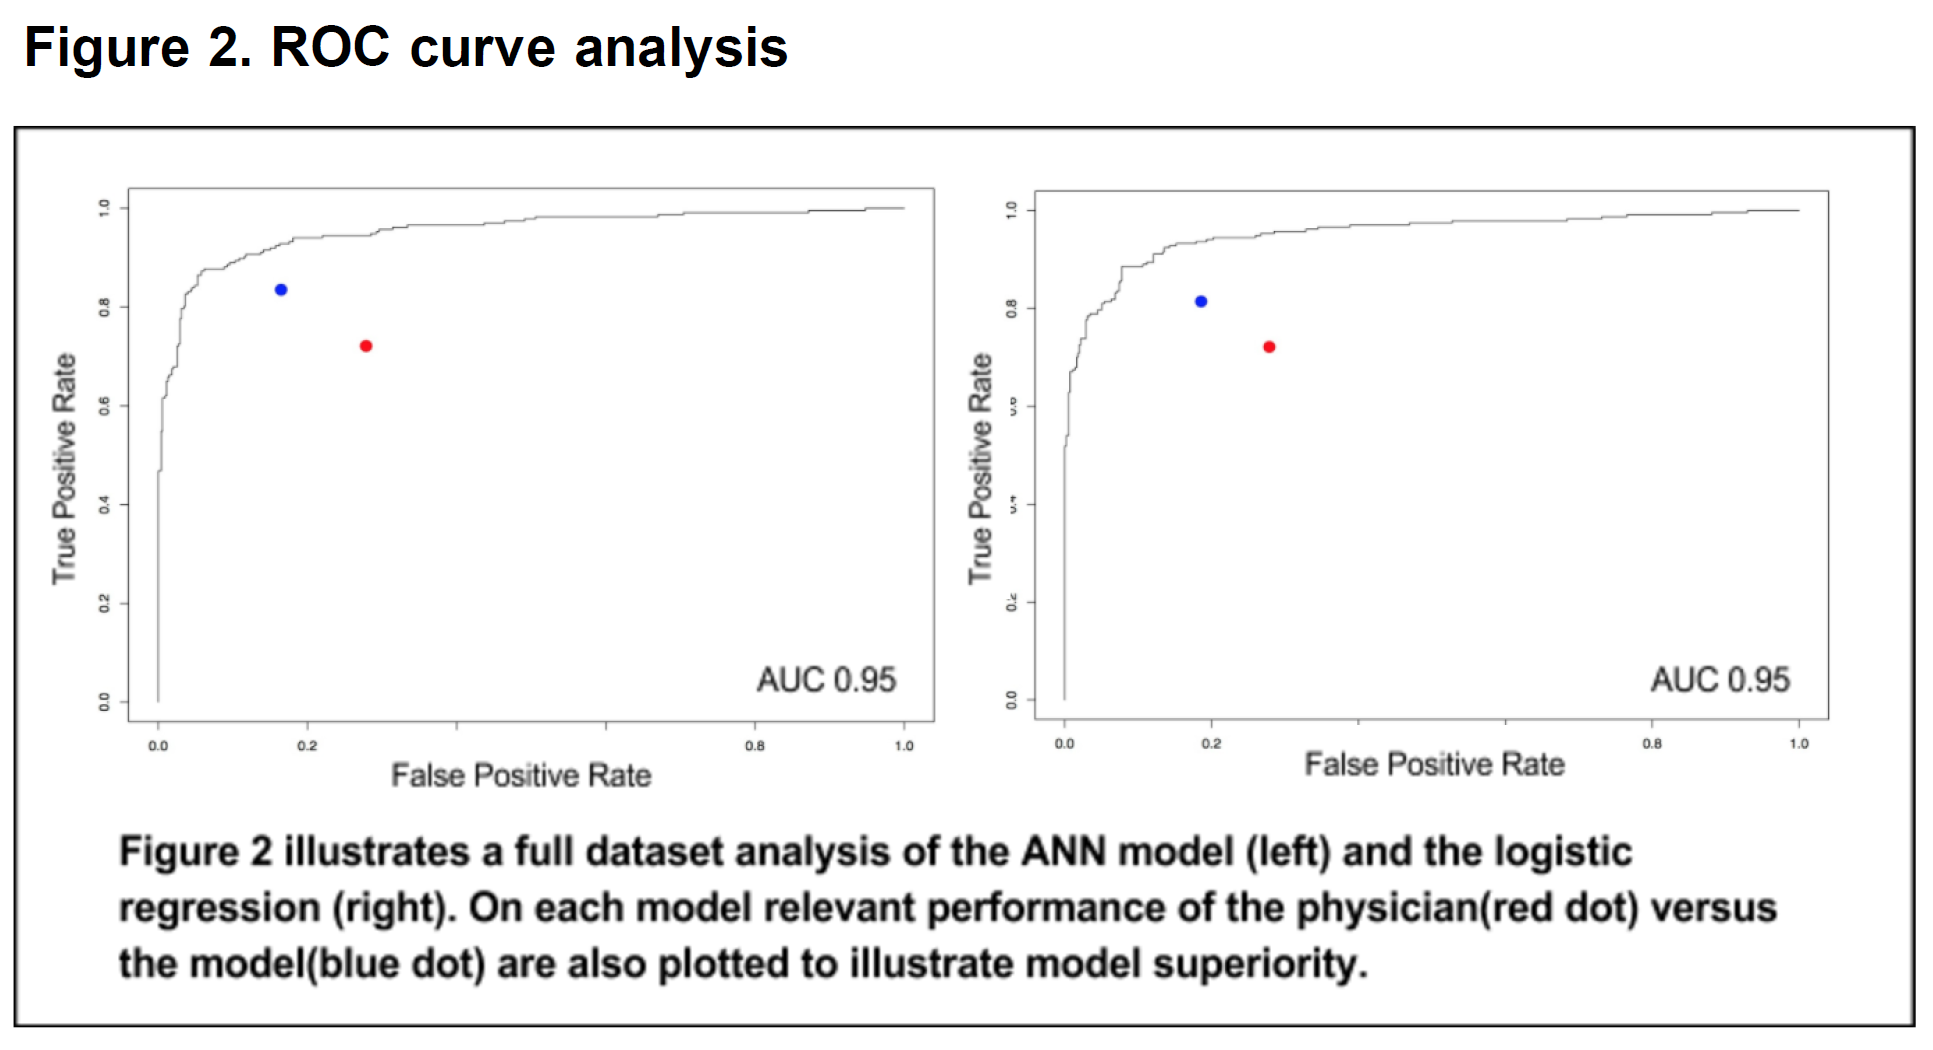 Figure 2. ROC curve analysis
True Positive Rate
1.0
0.8
0.6
0.4
0.2
0.0
AUC 0.95
0.0 0.2 0.8 1.0
False Positive Rate
True Positive Rate
1.0
0.8
0.0
AUC 0.95
0.0 0.2 0.8 1.0
False Positive Rate
Figure 2 illustrates a full dataset analysis of the ANN model (left) and the logistic
regression (right). On each model relevant performance of the physician(red dot) versus
the model(blue dot) are also plotted to illustrate model superiority.